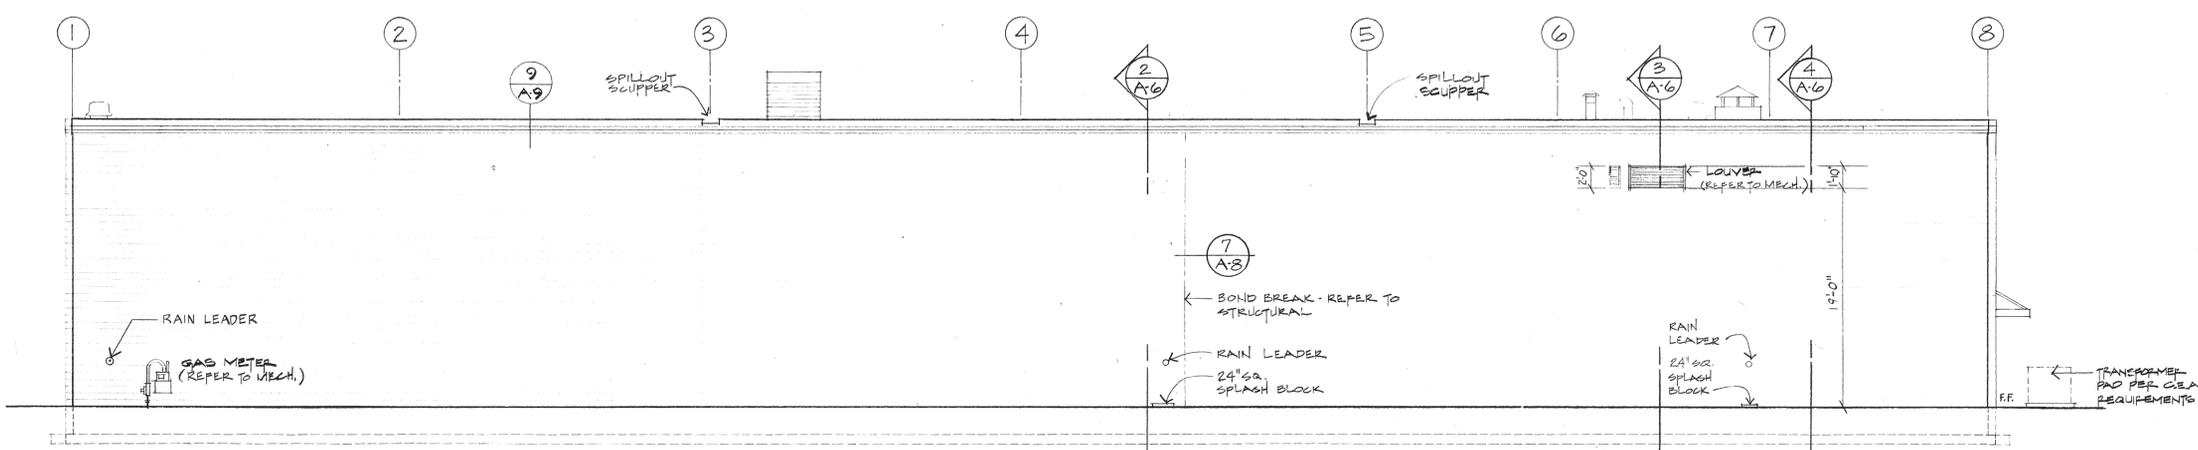 1
2
3
4
5
6
7
8
9
A·9
SPILLOUT
SCUPPER
2
A·6
SPILLOUT
SCUPPER
3
A·6
4
A·6
2'-0"
LOUVER
(REFER TO MECH.)
1'-10"
7
A·8
19'-0"
BOND BREAK - REFER TO
STRUCTURAL
RAIN LEADER
GAS METER
(REFER TO MECH.)
RAIN LEADER
24" SQ.
SPLASH BLOCK
RAIN
LEADER
24" SQ.
SPLASH
BLOCK
F.F.
TRANSFORMER
PAD PER C.E.A
REQUIREMENTS